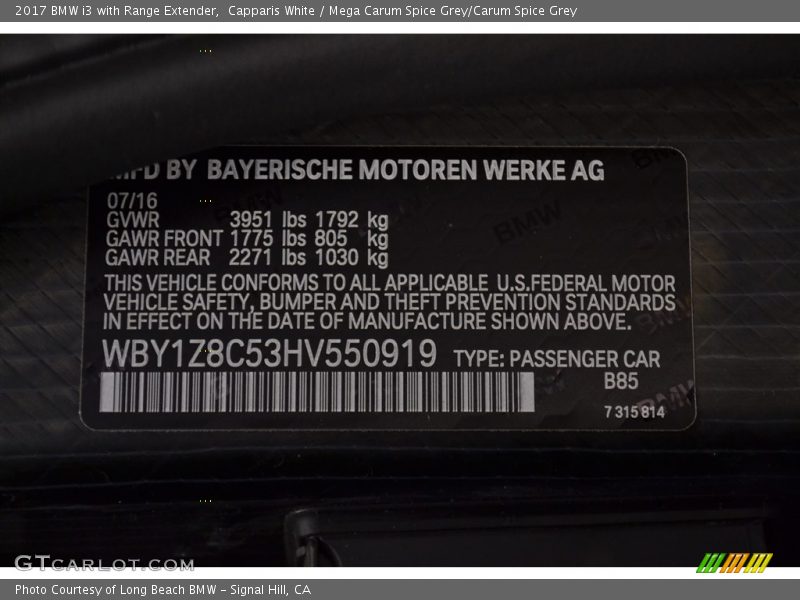 2017 BMW i3 with Range Extender,  Capparis White / Mega Carum Spice Grey/Carum Spice Grey
MFD BY BAYERISCHE MOTOREN WERKE AG
07/16
GVWR 3951 lbs 1792 kg
GAWR FRONT 1775 lbs 805 kg
GAWR REAR 2271 lbs 1030 kg
THIS VEHICLE CONFORMS TO ALL APPLICABLE U.S.FEDERAL MOTOR
VEHICLE SAFETY, BUMPER AND THEFT PREVENTION STANDARDS
IN EFFECT ON THE DATE OF MANUFACTURE SHOWN ABOVE.
WBY1Z8C53HV550919 TYPE: PASSENGER CAR
B85
7 315 814
GTCARLOT.COM
Photo Courtesy of Long Beach BMW - Signal Hill, CA